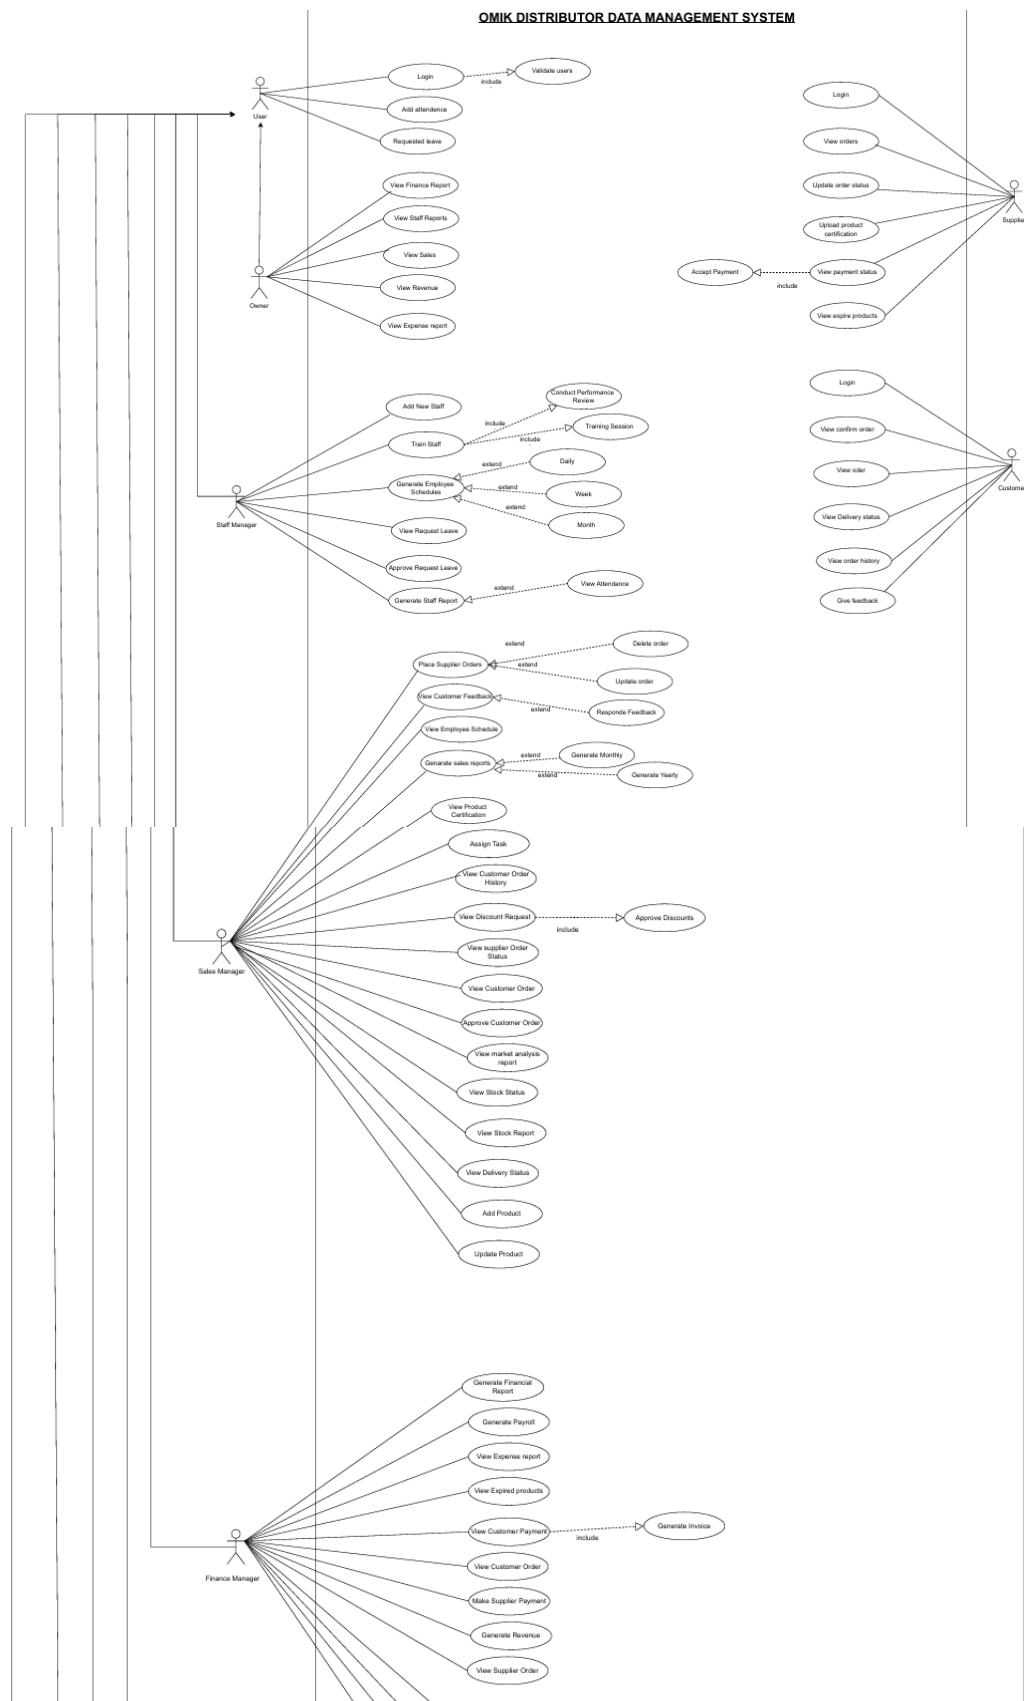 OMIK DISTRIBUTOR DATA MANAGEMENT SYSTEM
Login
include
Validate users
Add attendence
Requested leave
User
View Finance Report
View Staff Reports
View Sales
View Revenue
View Expense report
Owner
Login
View orders
Update order status
Upload product
certification
View payment status
include
Accept Payment
View expire products
Supplie
Add New Staff
Train Staff
include
Conduct Performance
Review
include
Training Session
Generate Employee
Schedules
extend
Daily
extend
Week
extend
Month
View Request Leave
Approve Request Leave
Generate Staff Report
extend
View Attendance
Staff Manager
Login
View confirm order
View oder
View Delivery status
View order history
Give feedback
Custome
Place Supplier Orders
extend
Delete order
extend
Update order
View Customer Feedback
extend
Responde Feedback
View Employee Schedule
Genarate sales reports
extend
Generate Monthly
extend
Generate Yearly
View Product
Certification
Assign Task
View Customer Order
History
View Discount Request
include
Approve Discounts
View supplier Order
Status
View Customer Order
Approve Customer Order
View market analysis
report
View Stock Status
View Stock Report
View Delivery Status
Add Product
Update Product
Sales Manager
Generate Financial
Report
Generate Payroll
View Expense report
View Expired products
View Customer Payment
include
Generate Invoice
View Customer Order
Make Supplier Payment
Generate Revenue
View Supplier Order
Finance Manager